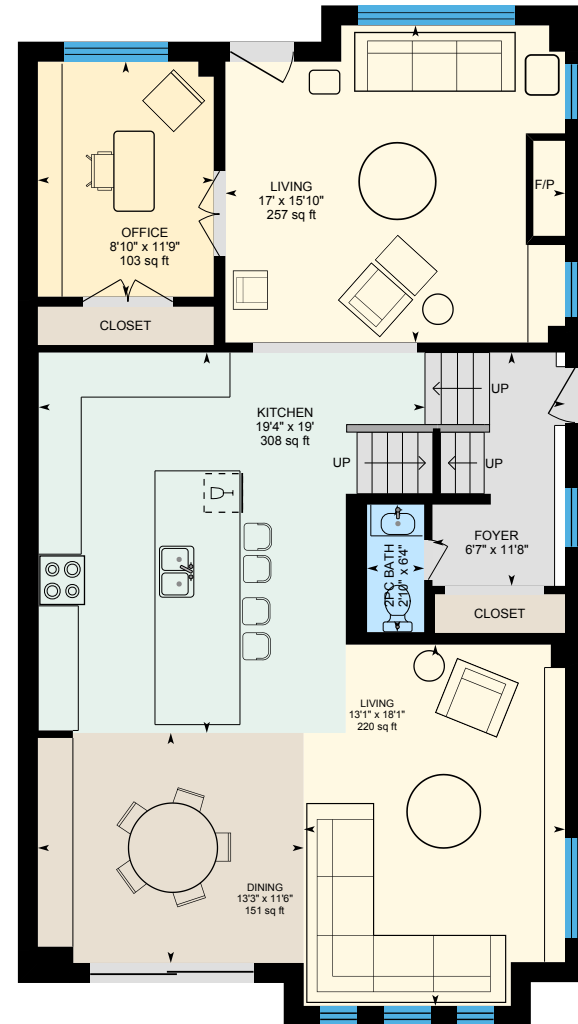 LIVING
17' x 15'10"
257 sq ft
F/P
OFFICE
8'10" x 11'9"
103 sq ft
CLOSET
UP
KITCHEN
19'4" x 19'
308 sq ft
UP
UP
FOYER
6'7" x 11'8"
2PC BATH
2'10" x 6'4"
CLOSET
LIVING
13'1" x 18'1"
220 sq ft
DINING
13'3" x 11'6"
151 sq ft